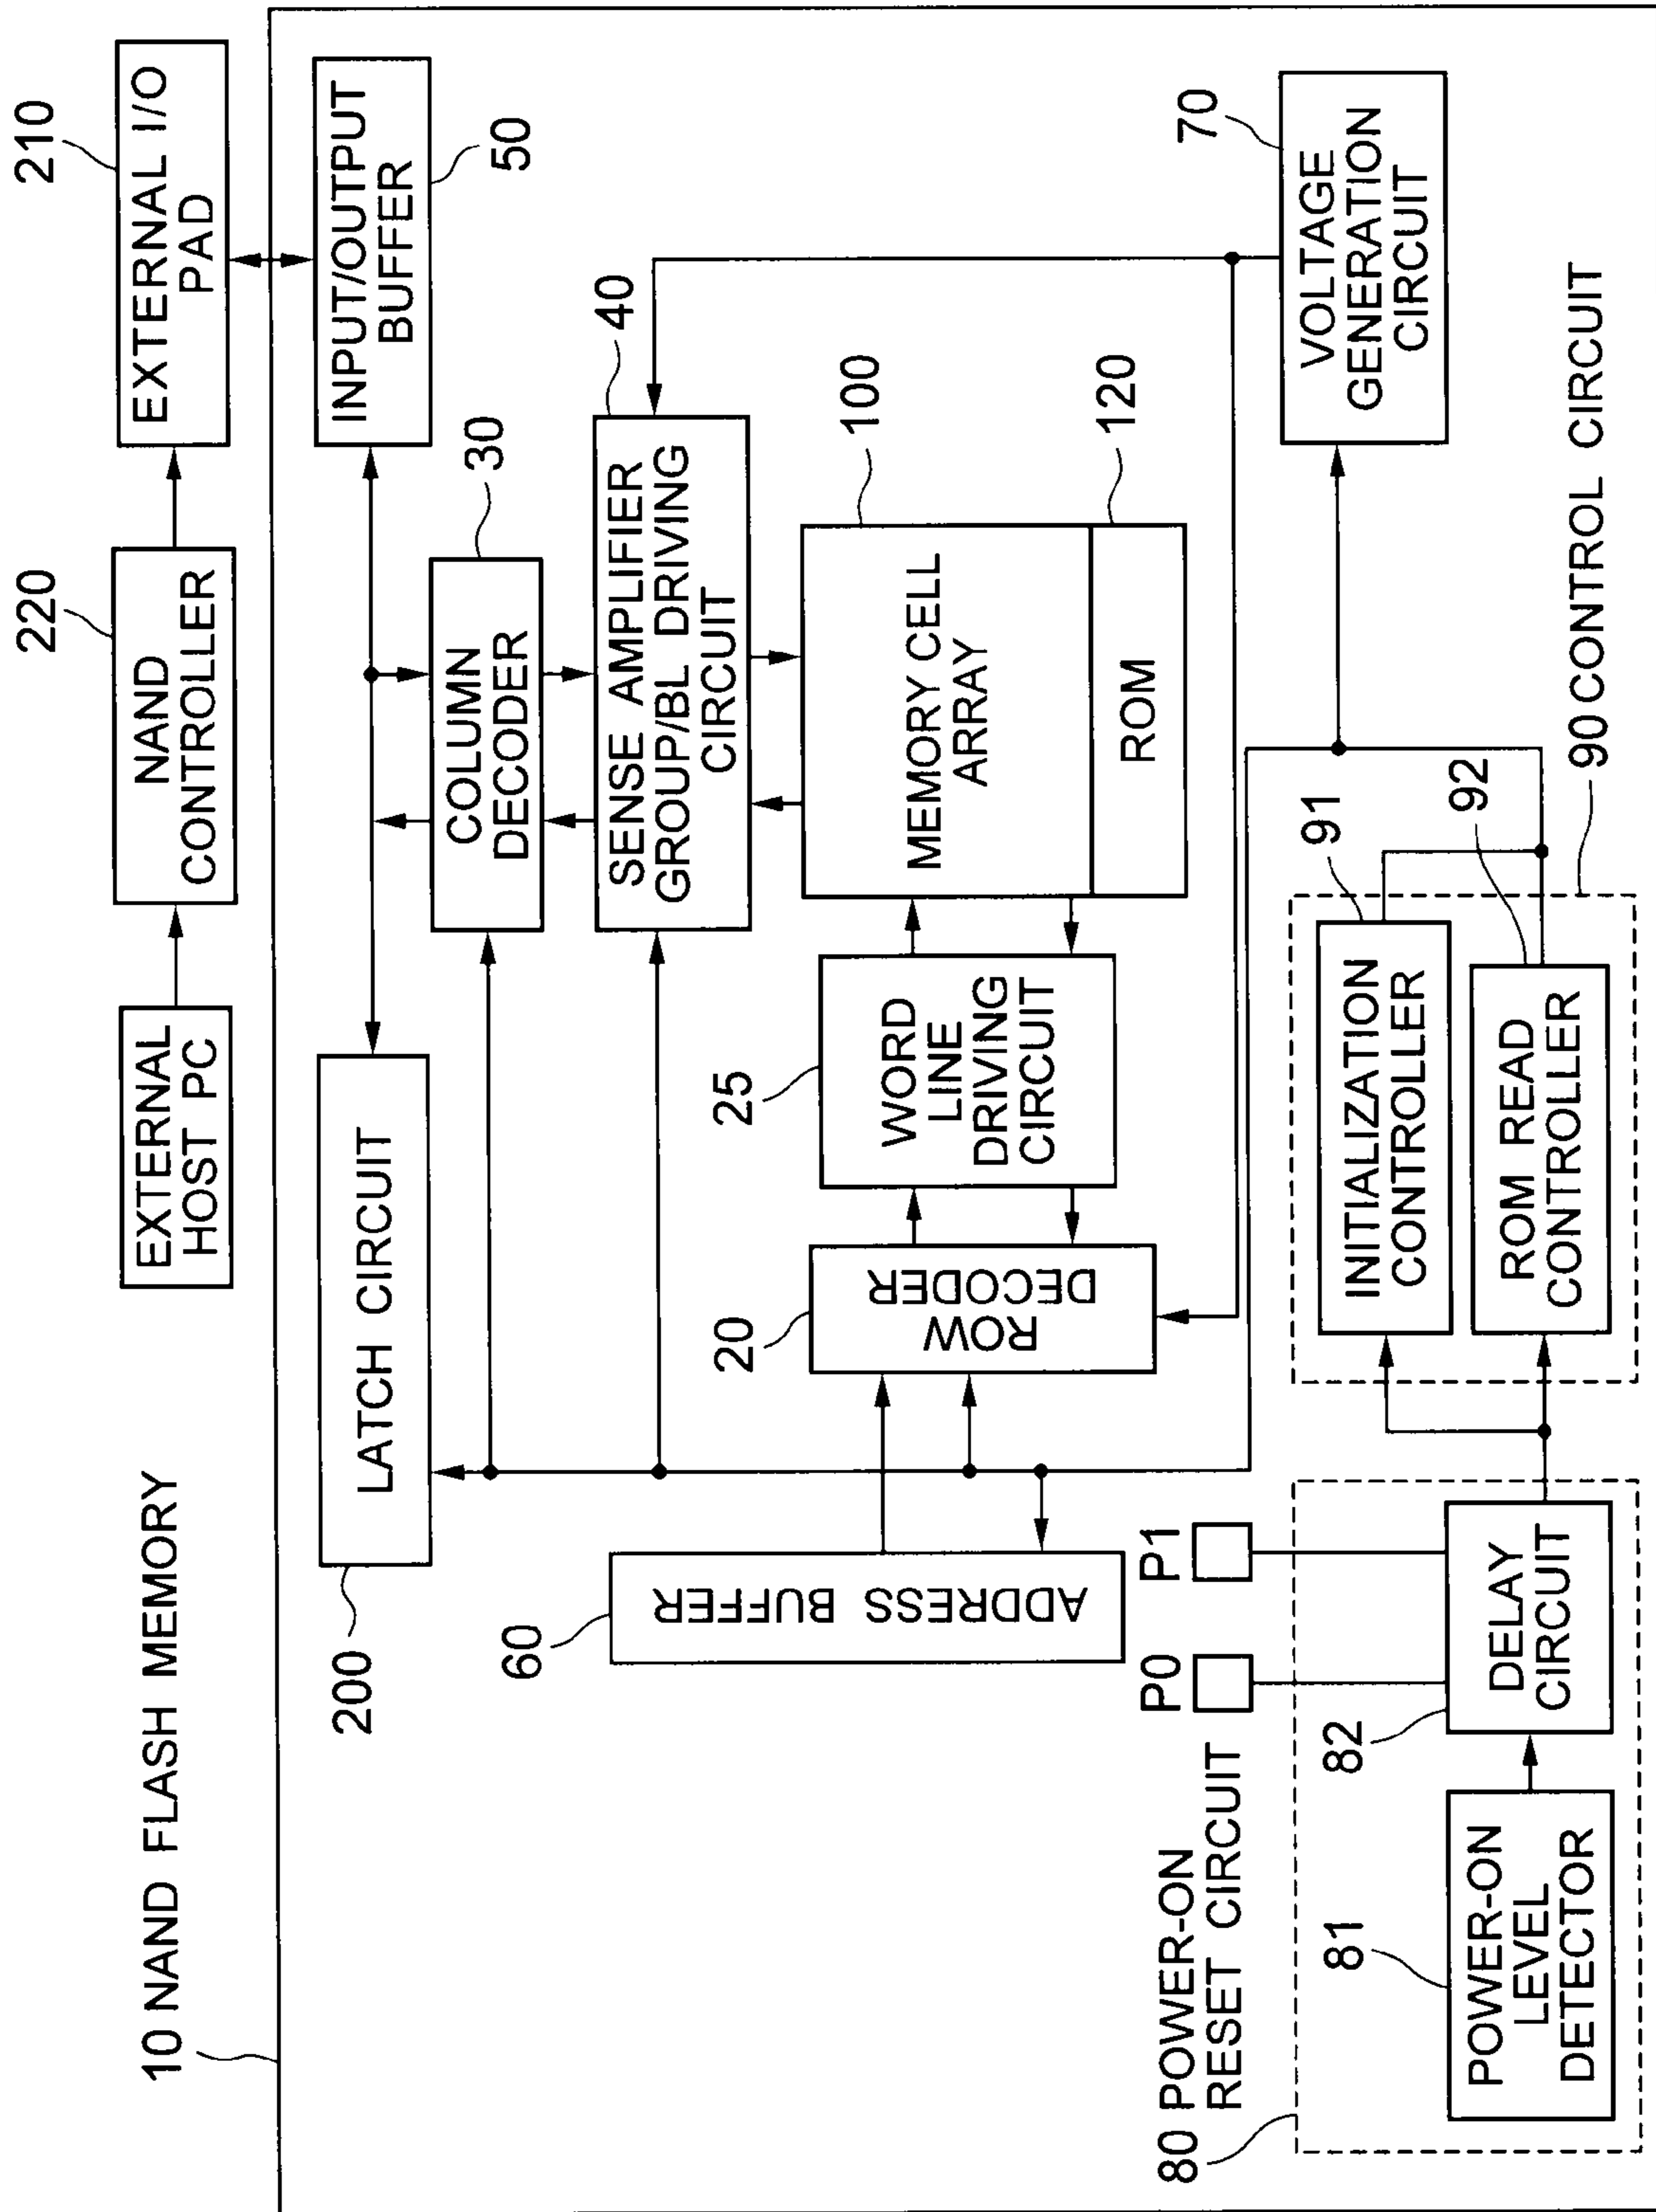 10 NAND FLASH MEMORY
EXTERNAL
HOST PC
220
NAND
CONTROLLER
210
EXTERNAL I/O
PAD
200
LATCH CIRCUIT
INPUT/OUTPUT
BUFFER
50
30
COLUMN
DECODER
40
SENSE AMPLIFIER
GROUP/BL DRIVING
CIRCUIT
60
ADDRESS BUFFER
20
ROW
DECODER
25
WORD
LINE
DRIVING
CIRCUIT
100
MEMORY CELL
ARRAY
120
ROM
70
VOLTAGE
GENERATION
CIRCUIT
80 POWER-ON
RESET CIRCUIT
P0
P1
81
POWER-ON
LEVEL
DETECTOR
82
DELAY
CIRCUIT
91
INITIALIZATION
CONTROLLER
92
ROM READ
CONTROLLER
90 CONTROL CIRCUIT